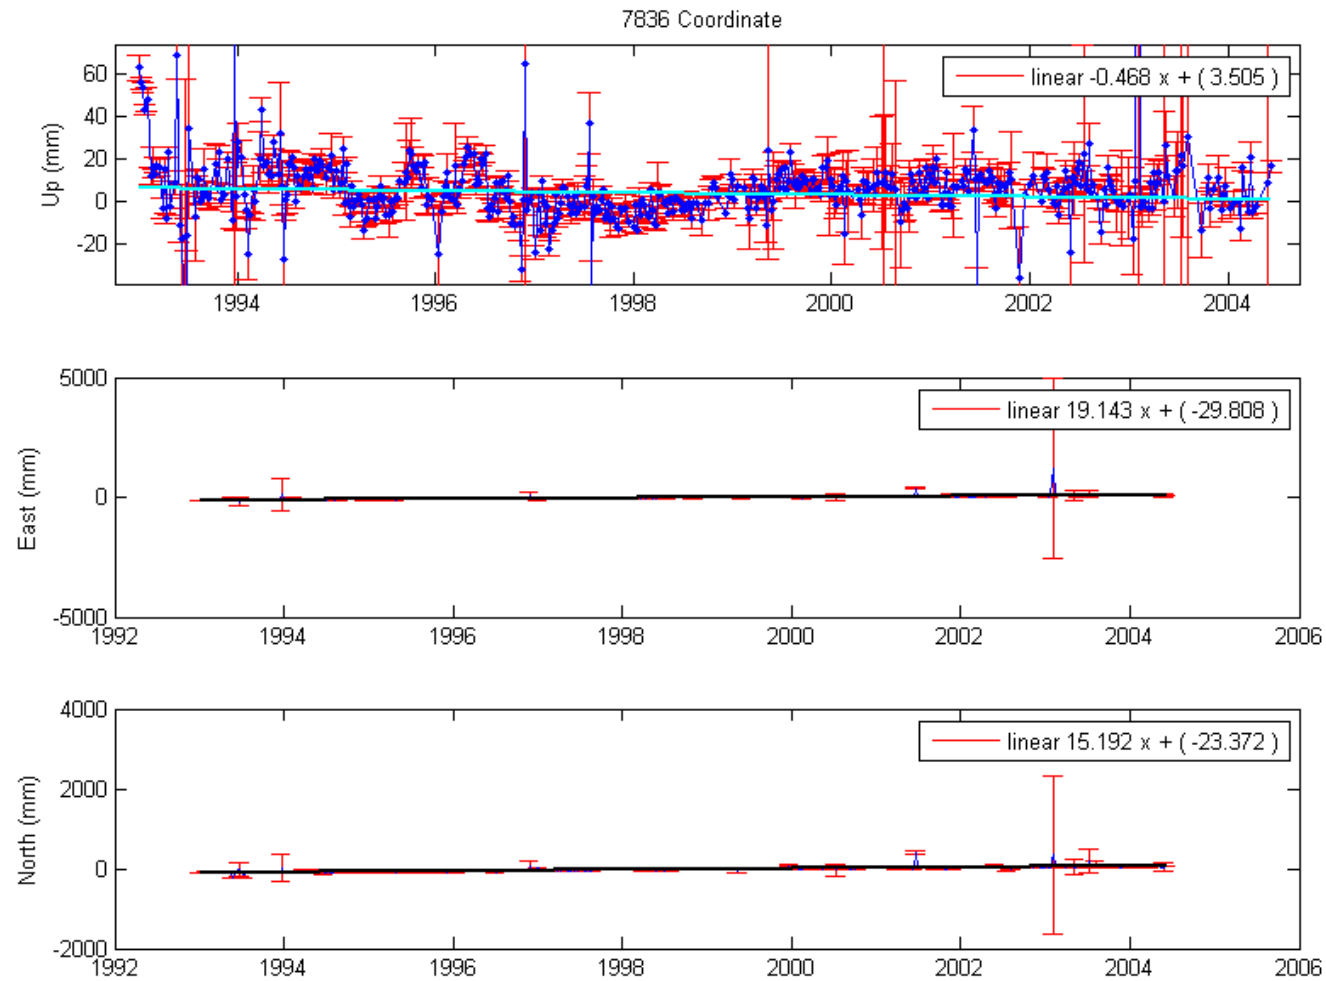 7836 Coordinate
Up (mm)
60
40
20
0
-20
linear -0.468 x + ( 3.505 )
1994 1996 1998 2000 2002 2004
East (mm)
5000
0
-5000
linear 19.143 x + ( -29.808 )
1992 1994 1996 1998 2000 2002 2004 2006
North (mm)
4000
2000
0
-2000
linear 15.192 x + ( -23.372 )
1992 1994 1996 1998 2000 2002 2004 2006